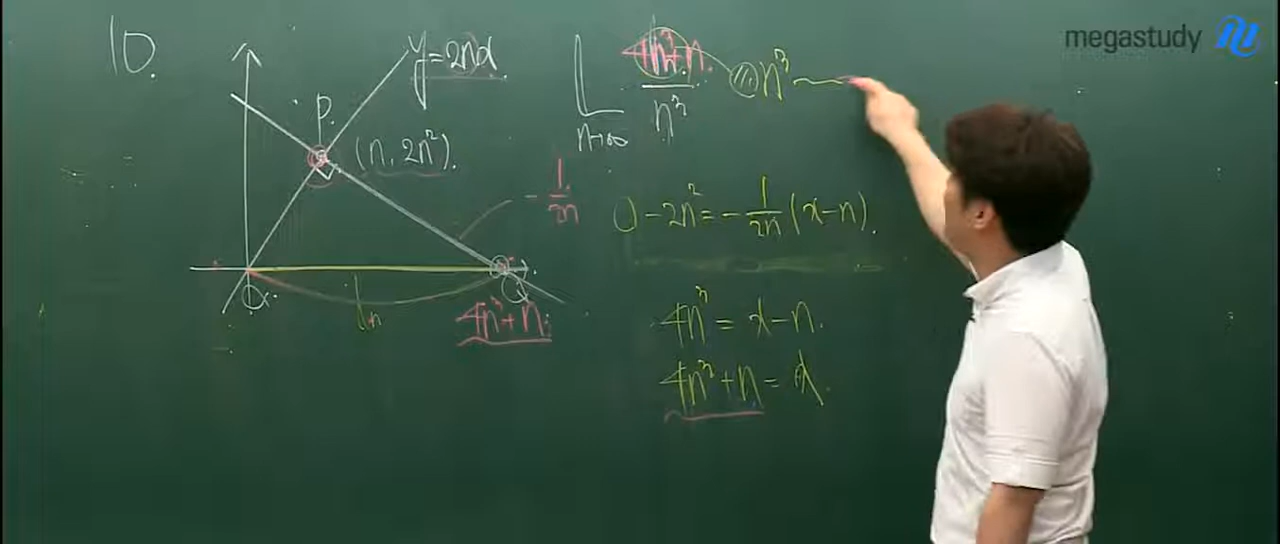 megastudy
10.
y=2nx
P.
(n, 2n²).
-1/2n
Q
l n
4n³+n.
L n→∞ 4n³+n. / n³
n³
0-2n²=-1/2n(x-n).
4n³=x-n.
4n³+n=x.